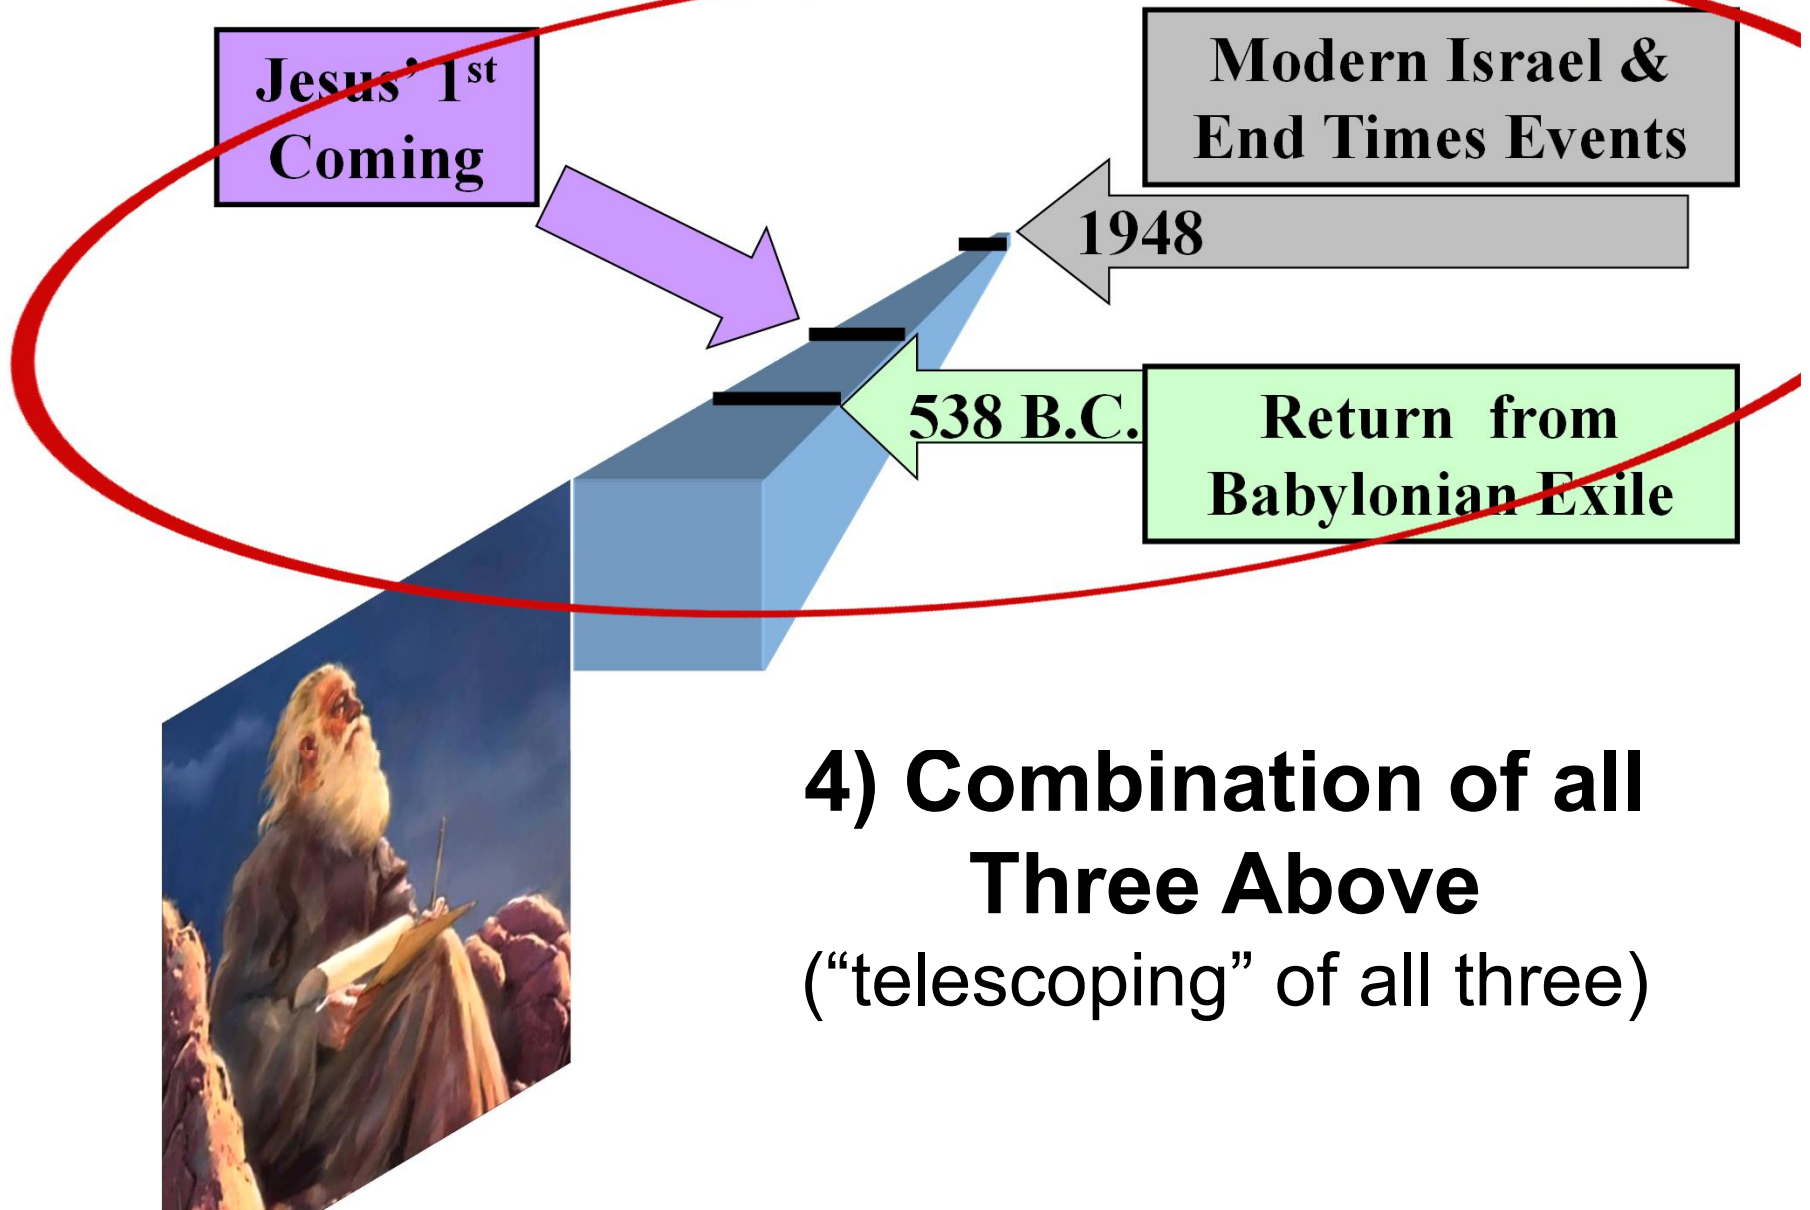 Jesus’ 1st
Coming
Modern Israel &
End Times Events
1948
538 B.C.
Return from
Babylonian Exile
4) Combination of all
Three Above
(“telescoping” of all three)